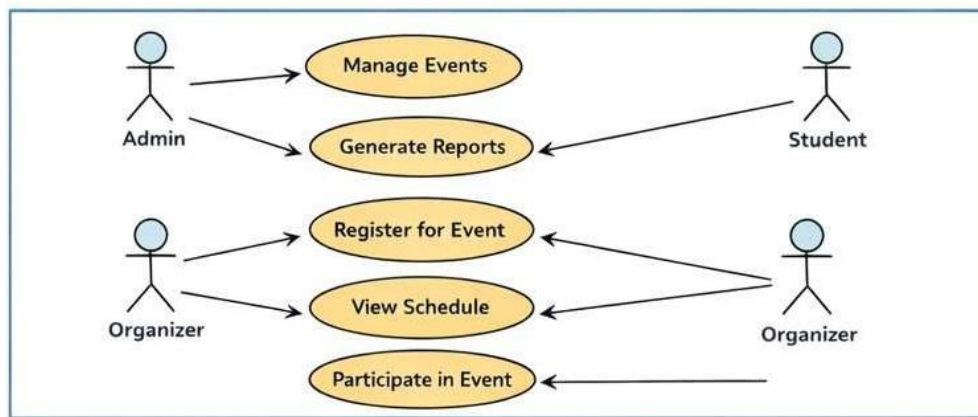 Manage Events
Admin
Generate Reports
Student
Register for Event
View Schedule
Organizer
Organizer
Participate in Event